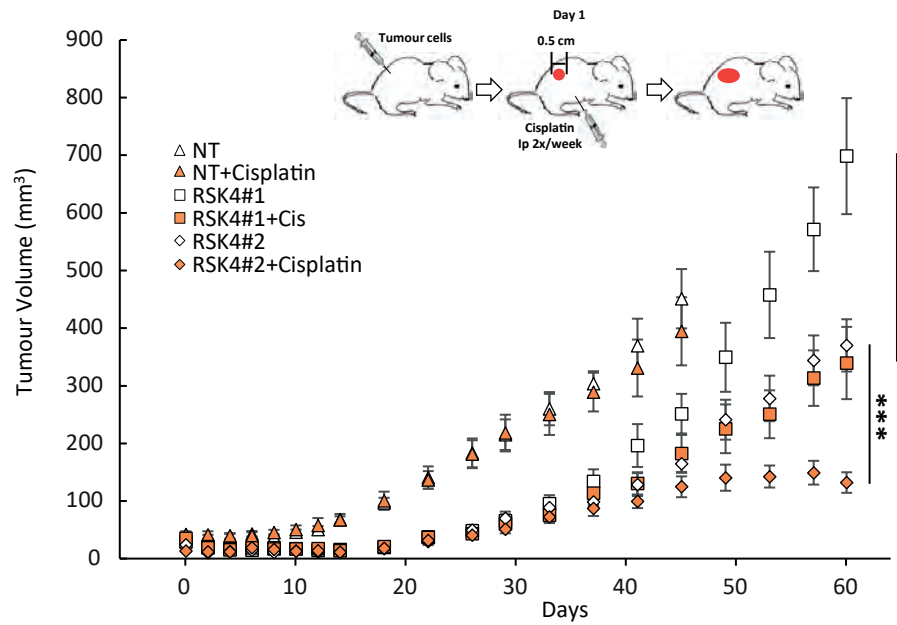 Day 1
Tumour cells
0.5 cm
Cisplatin
Ip 2x/week
NT
NT+Cisplatin
RSK4#1
RSK4#1+Cis
RSK4#2
RSK4#2+Cisplatin
Tumour Volume (mm³)
900
800
700
600
500
400
300
200
100
0
***
0
10
20
30
40
50
60
Days